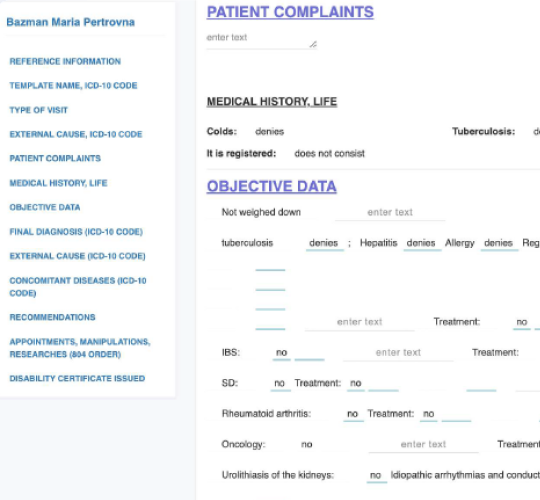 Bazman Maria Pertrovna
REFERENCE INFORMATION
TEMPLATE NAME, ICD-10 CODE
TYPE OF VISIT
EXTERNAL CAUSE, ICD-10 CODE
PATIENT COMPLAINTS
MEDICAL HISTORY, LIFE
OBJECTIVE DATA
FINAL DIAGNOSIS (ICD-10 CODE)
EXTERNAL CAUSE (ICD-10 CODE)
CONCOMITANT DISEASES (ICD-10
CODE)
RECOMMENDATIONS
APPOINTMENTS, MANIPULATIONS,
RESEARCHES (804 ORDER)
DISABILITY CERTIFICATE ISSUED
PATIENT COMPLAINTS
enter text
MEDICAL HISTORY, LIFE
Colds: denies Tuberculosis: d
It is registered: does not consist
OBJECTIVE DATA
Not weighed down enter text
tuberculosis denies ; Hepatitis denies Allergy denies Reg
enter text Treatment: no
IBS: no enter text Treatment:
SD: no Treatment: no
Rheumatoid arthritis: no Treatment: no
Oncology: no enter text Treatment
Urolithiasis of the kidneys: no Idiopathic arrhythmias and conduct